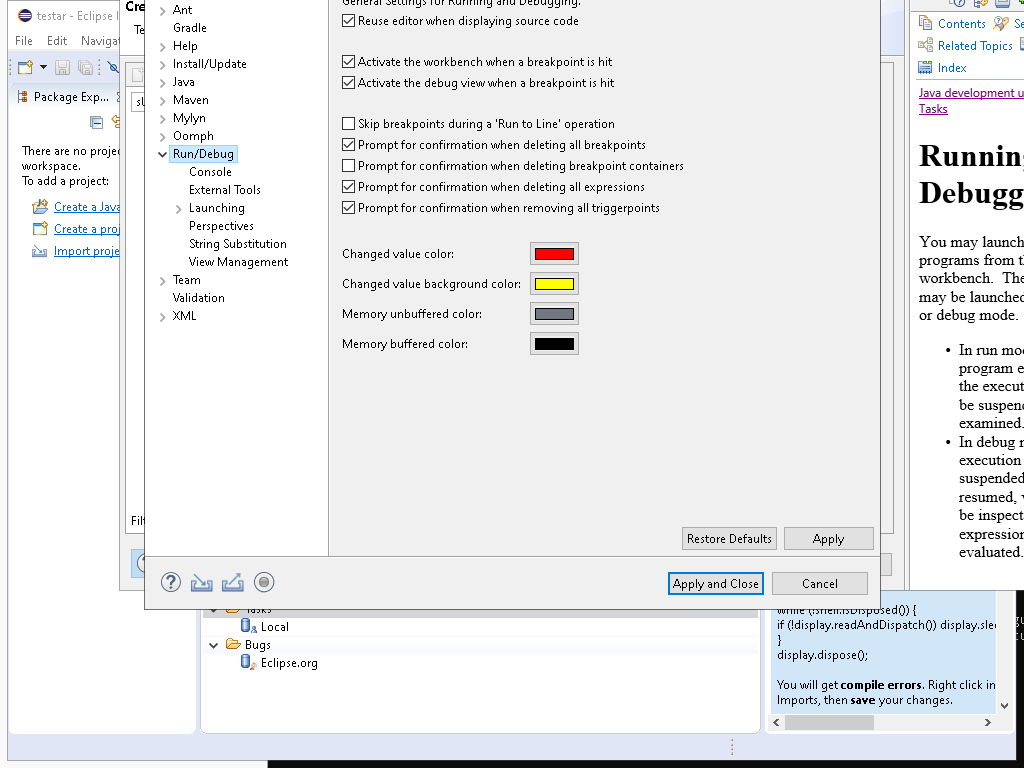 testar - Eclipse I
File Edit Navigat
Package Exp...
There are no projec
workspace.
To add a project:
Create a Java
Create a proj
Import proje
Cre
Te
Filt
Ant
Gradle
Help
Install/Update
Java
Maven
Mylyn
Oomph
Run/Debug
Console
External Tools
Launching
Perspectives
String Substitution
View Management
Team
Validation
XML
General Settings for Running and Debugging.
Reuse editor when displaying source code
Activate the workbench when a breakpoint is hit
Activate the debug view when a breakpoint is hit
Skip breakpoints during a 'Run to Line' operation
Prompt for confirmation when deleting all breakpoints
Prompt for confirmation when deleting breakpoint containers
Prompt for confirmation when deleting all expressions
Prompt for confirmation when removing all triggerpoints
Changed value color:
Changed value background color:
Memory unbuffered color:
Memory buffered color:
Restore Defaults Apply
Apply and Close Cancel
Contents Se
Related Topics
Index
Java development u
Tasks
Running
Debugg
You may launch
programs from th
workbench. The
may be launched
or debug mode.
• In run mod
program e
the execut
be suspend
examined.
• In debug m
execution
suspended
resumed, v
be inspect
expression
evaluated.
Tasks
Local
Bugs
Eclipse.org
while (!shell.isDisposed()) {
if (!display.readAndDispatch()) display.slee
}
display.dispose();
You will get compile errors. Right click in
Imports, then save your changes.